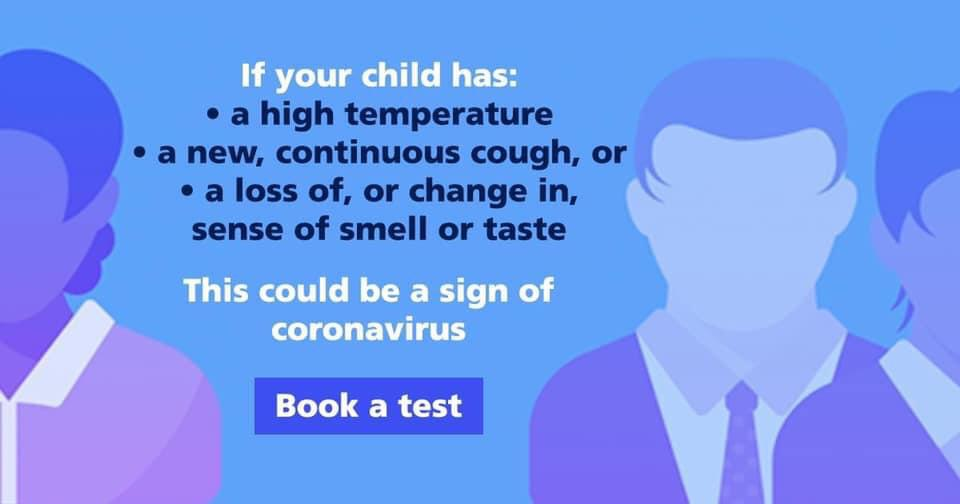 If your child has:
• a high temperature
• a new, continuous cough, or
• a loss of, or change in,
sense of smell or taste
This could be a sign of
coronavirus
Book a test